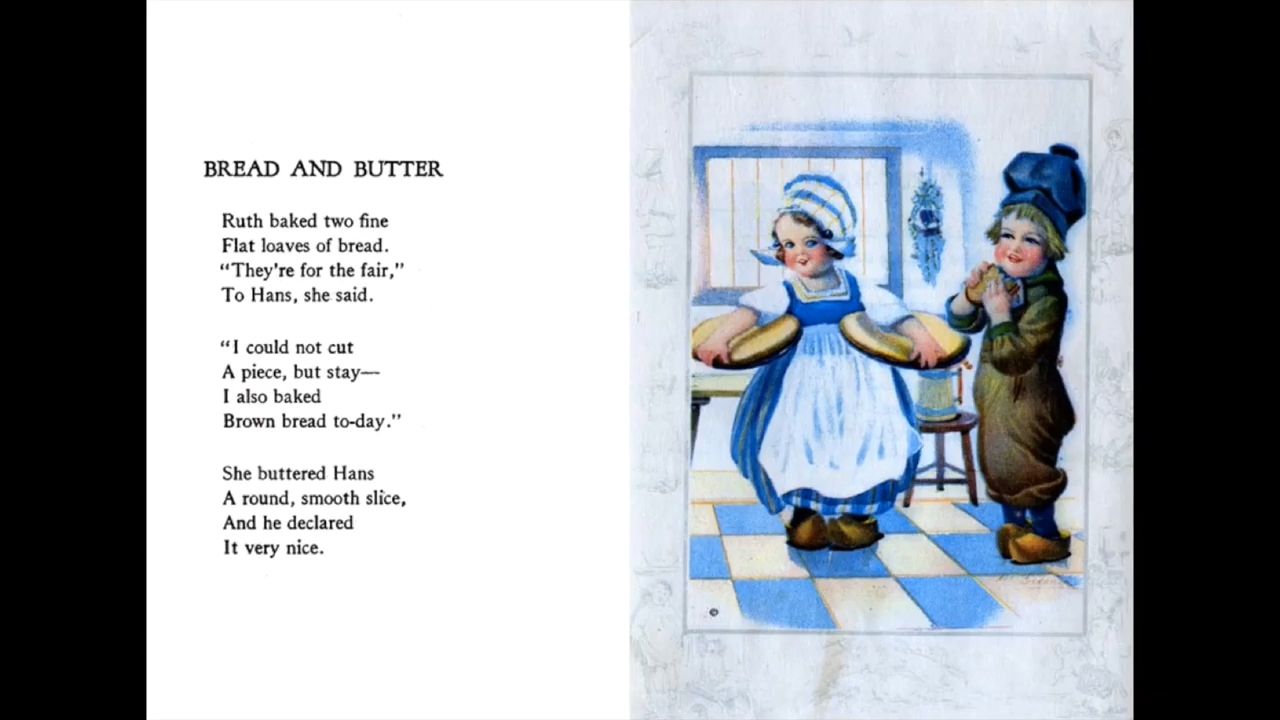 BREAD AND BUTTER
Ruth baked two fine
Flat loaves of bread.
“They're for the fair,”
To Hans, she said.
“I could not cut
A piece, but stay—
I also baked
Brown bread to-day.”
She buttered Hans
A round, smooth slice,
And he declared
It very nice.